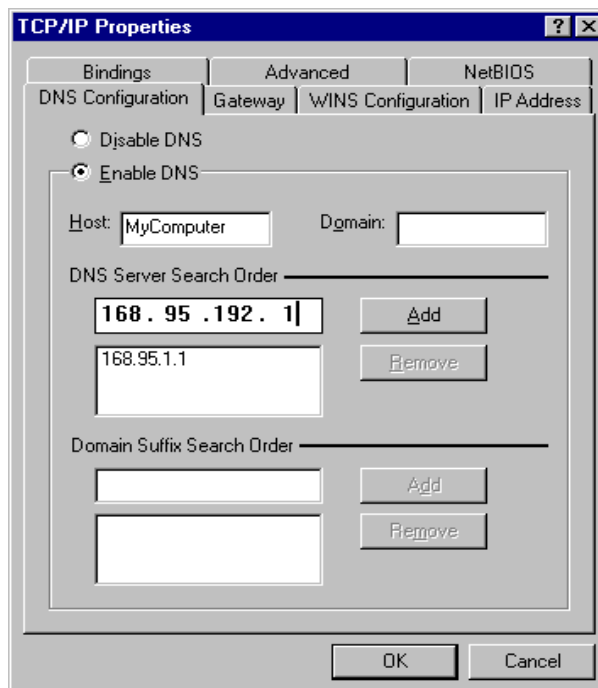 TCP/IP Properties
Bindings Advanced NetBIOS
DNS Configuration Gateway WINS Configuration IP Address
Disable DNS
Enable DNS
Host: MyComputer Domain:
DNS Server Search Order
168. 95 .192. 1 Add
168.95.1.1 Remove
Domain Suffix Search Order
Add
Remove
OK Cancel